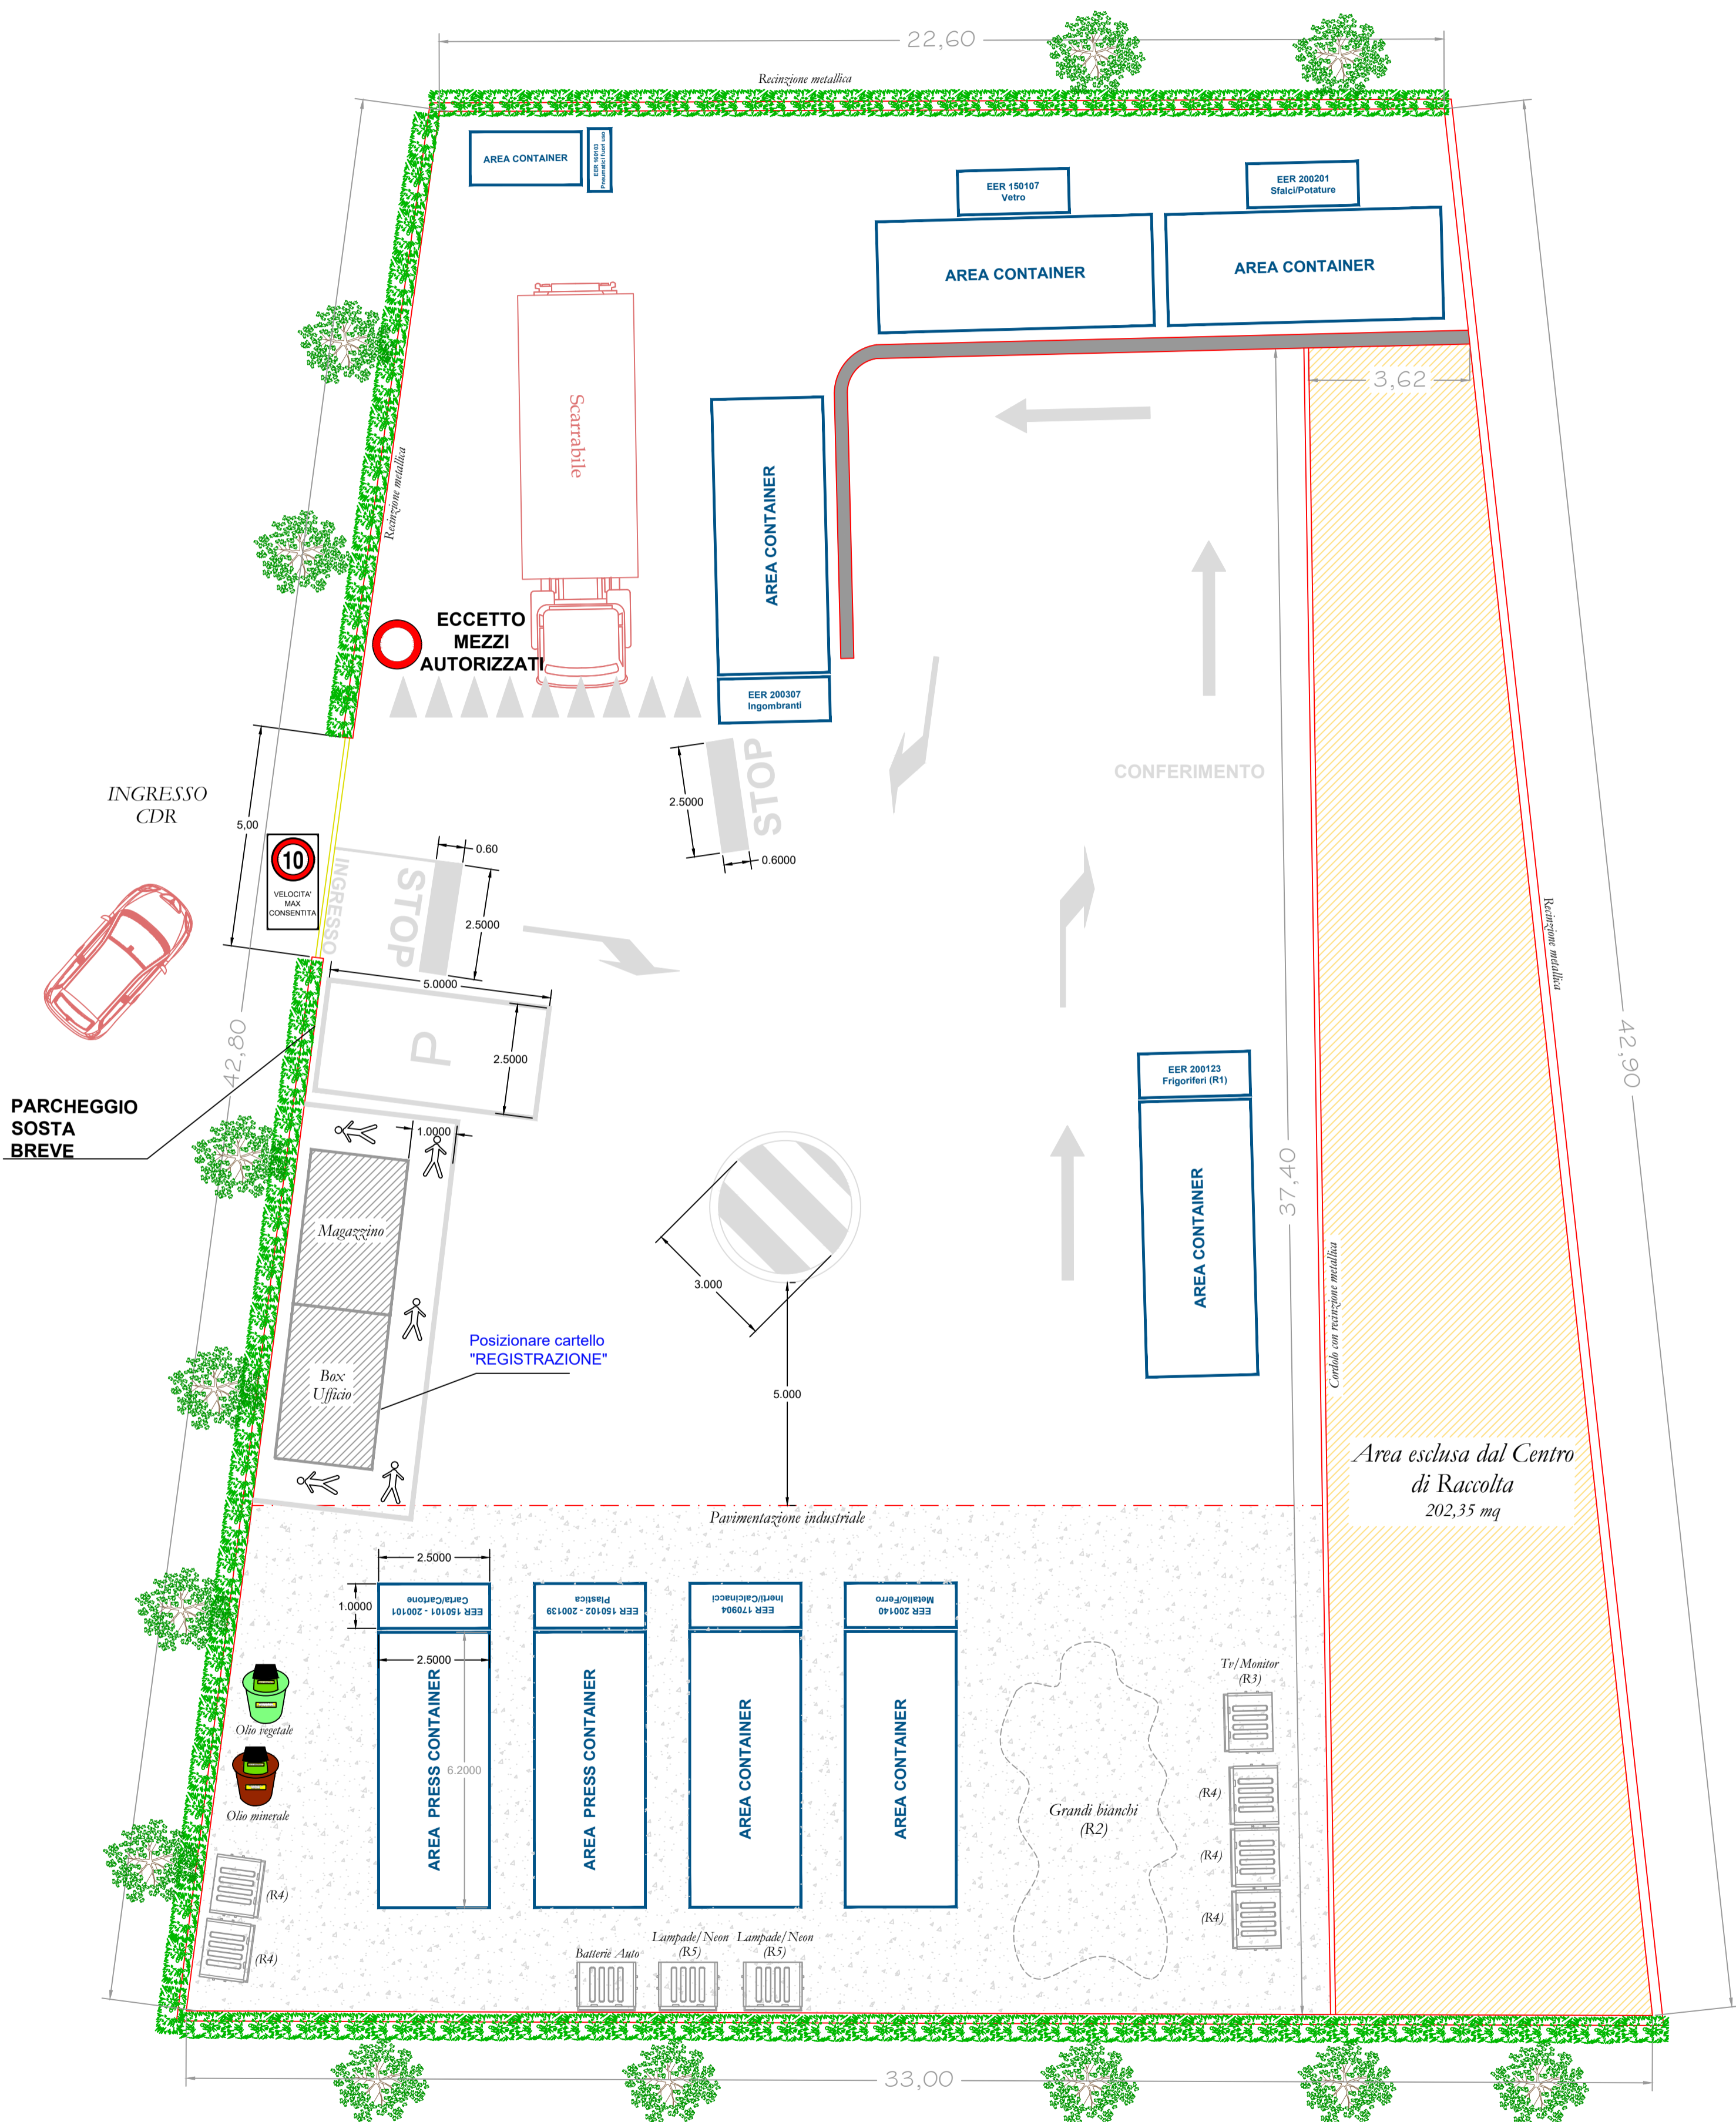 22,60
Recinzione metallica
AREA CONTAINER
EER 160103
Pneumatici fuori uso
EER 150107
Vetro
EER 200201
Sfalci/Potature
AREA CONTAINER
AREA CONTAINER
3,62
Scarrabile
Recinzione metallica
AREA CONTAINER
ECCETTO
MEZZI
AUTORIZZATI
EER 200307
Ingombranti
STOP
2.5000
0.6000
CONFERIMENTO
INGRESSO
CDR
5,00
10
VELOCITA'
MAX
CONSENTITA
INGRESSO
STOP
0.60
2.5000
5.0000
P
2.5000
Recinzione metallica
42,80
42,90
PARCHEGGIO
SOSTA
BREVE
1.0000
EER 200123
Frigoriferi (R1)
AREA CONTAINER
37,40
Cordolo con recinzione metallica
Magazzino
Box
Ufficio
3.000
5.000
Posizionare cartello
"REGISTRAZIONE"
Area esclusa dal Centro
di Raccolta
202,35 mq
Pavimentazione industriale
2.5000
1.0000
EER 150101 - 200101
Carta/Cartone
EER 150102 - 200139
Plastica
EER 170904
Inerti/Calcinacci
EER 200140
Metallo/Ferro
2.5000
AREA PRESS CONTAINER
6.2000
AREA PRESS CONTAINER
AREA CONTAINER
AREA CONTAINER
Olio vegetale
Olio minerale
Tv/Monitor
(R3)
(R4)
(R4)
(R4)
Grandi bianchi
(R2)
(R4)
(R4)
Batterie Auto
Lampade/Neon
(R5)
Lampade/Neon
(R5)
33,00